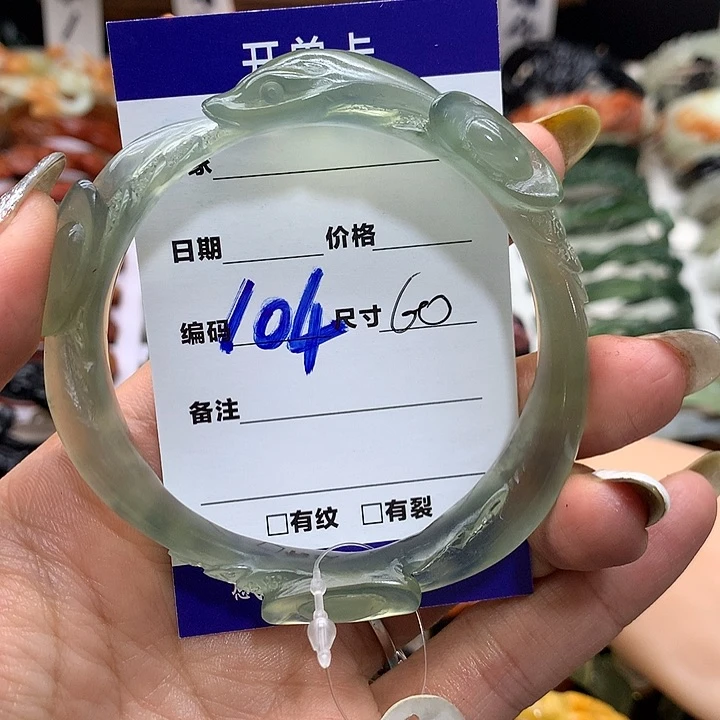 开单卡
家
日期 价格
编码 104 尺寸 60
备注
□有纹 □有裂